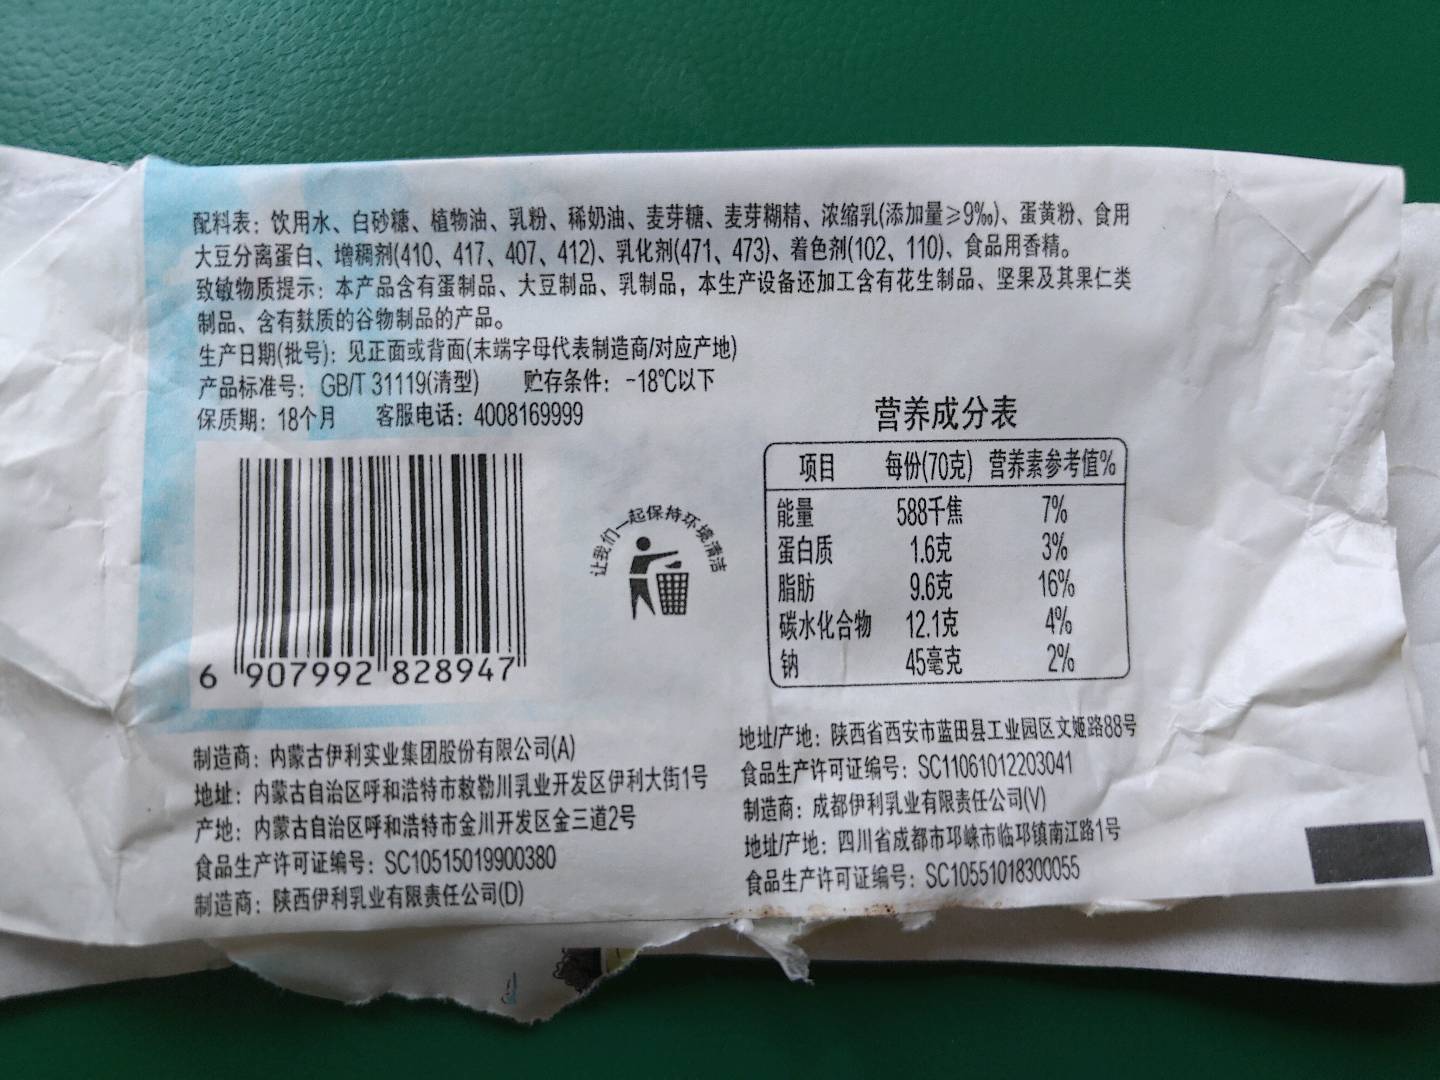 配料表：饮用水、白砂糖、植物油、乳粉、稀奶油、麦芽糖、麦芽糊精、浓缩乳(添加量≥9‰)、蛋黄粉、食用
大豆分离蛋白、增稠剂(410、417、407、412)、乳化剂(471、473)、着色剂(102、110)、食品用香精。
致敏物质提示：本产品含有蛋制品、大豆制品、乳制品，本生产设备还加工含有花生制品、坚果及其果仁类
制品、含有麸质的谷物制品的产品。
生产日期(批号)：见正面或背面(末端字母代表制造商/对应产地)
产品标准号：GB/T 31119(清型) 贮存条件：-18℃以下
保质期：18个月 客服电话：4008169999
6 907992 828947
让我们一起保持环境清洁
营养成分表
项目 每份(70克) 营养素参考值%
能量 588千焦 7%
蛋白质 1.6克 3%
脂肪 9.6克 16%
碳水化合物 12.1克 4%
钠 45毫克 2%
制造商：内蒙古伊利实业集团股份有限公司(A)
地址：内蒙古自治区呼和浩特市敕勒川乳业开发区伊利大街1号
产地：内蒙古自治区呼和浩特市金川开发区金三道2号
食品生产许可证编号：SC10515019900380
制造商：陕西伊利乳业有限责任公司(D)
地址/产地：陕西省西安市蓝田县工业园区文姬路88号
食品生产许可证编号：SC11061012203041
制造商：成都伊利乳业有限责任公司(V)
地址/产地：四川省成都市邛崃市临邛镇南江路1号
食品生产许可证编号：SC10551018300055